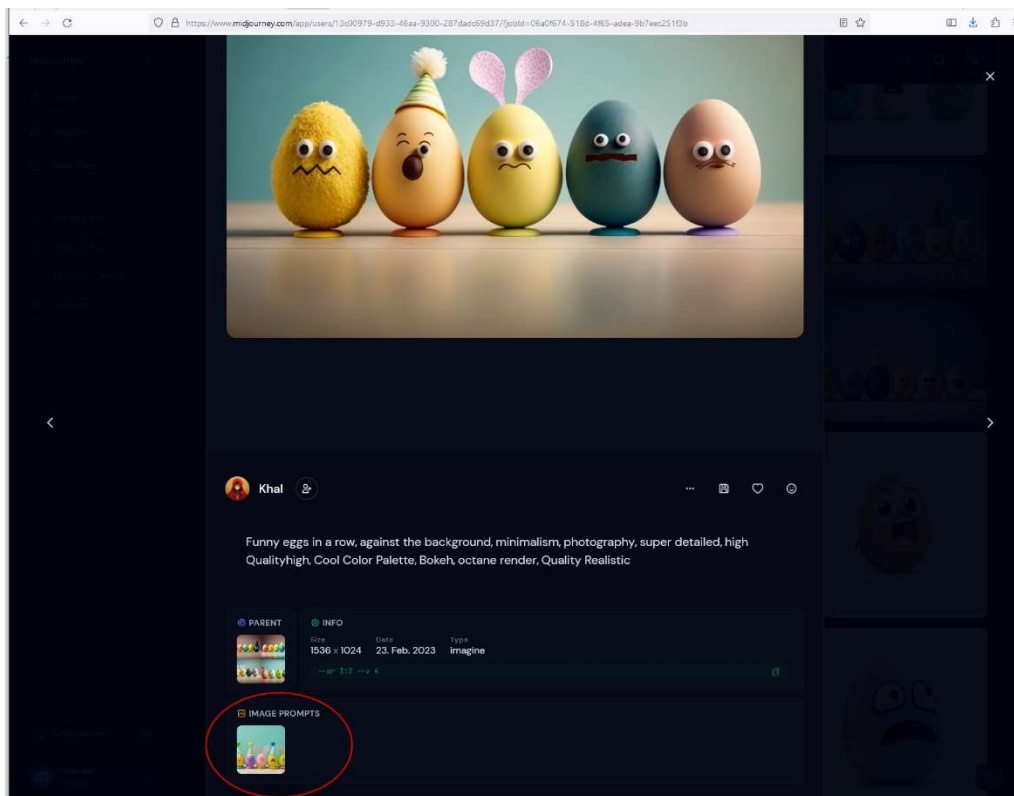 https://www.midjourney.com/app/users/13c00979-d933-46aa-9300-287dadc69d37/?jobId=06a0f674-518d-4f65-adea-9b7eec251f3b
Khal
Funny eggs in a row, against the background, minimalism, photography, super detailed, high
Qualityhigh, Cool Color Palette, Bokeh, octane render, Quality Realistic
PARENT
INFO
Size Date Type
1536 x 1024 23. Feb. 2023 imagine
--ar 3:2 --v 4
IMAGE PROMPTS